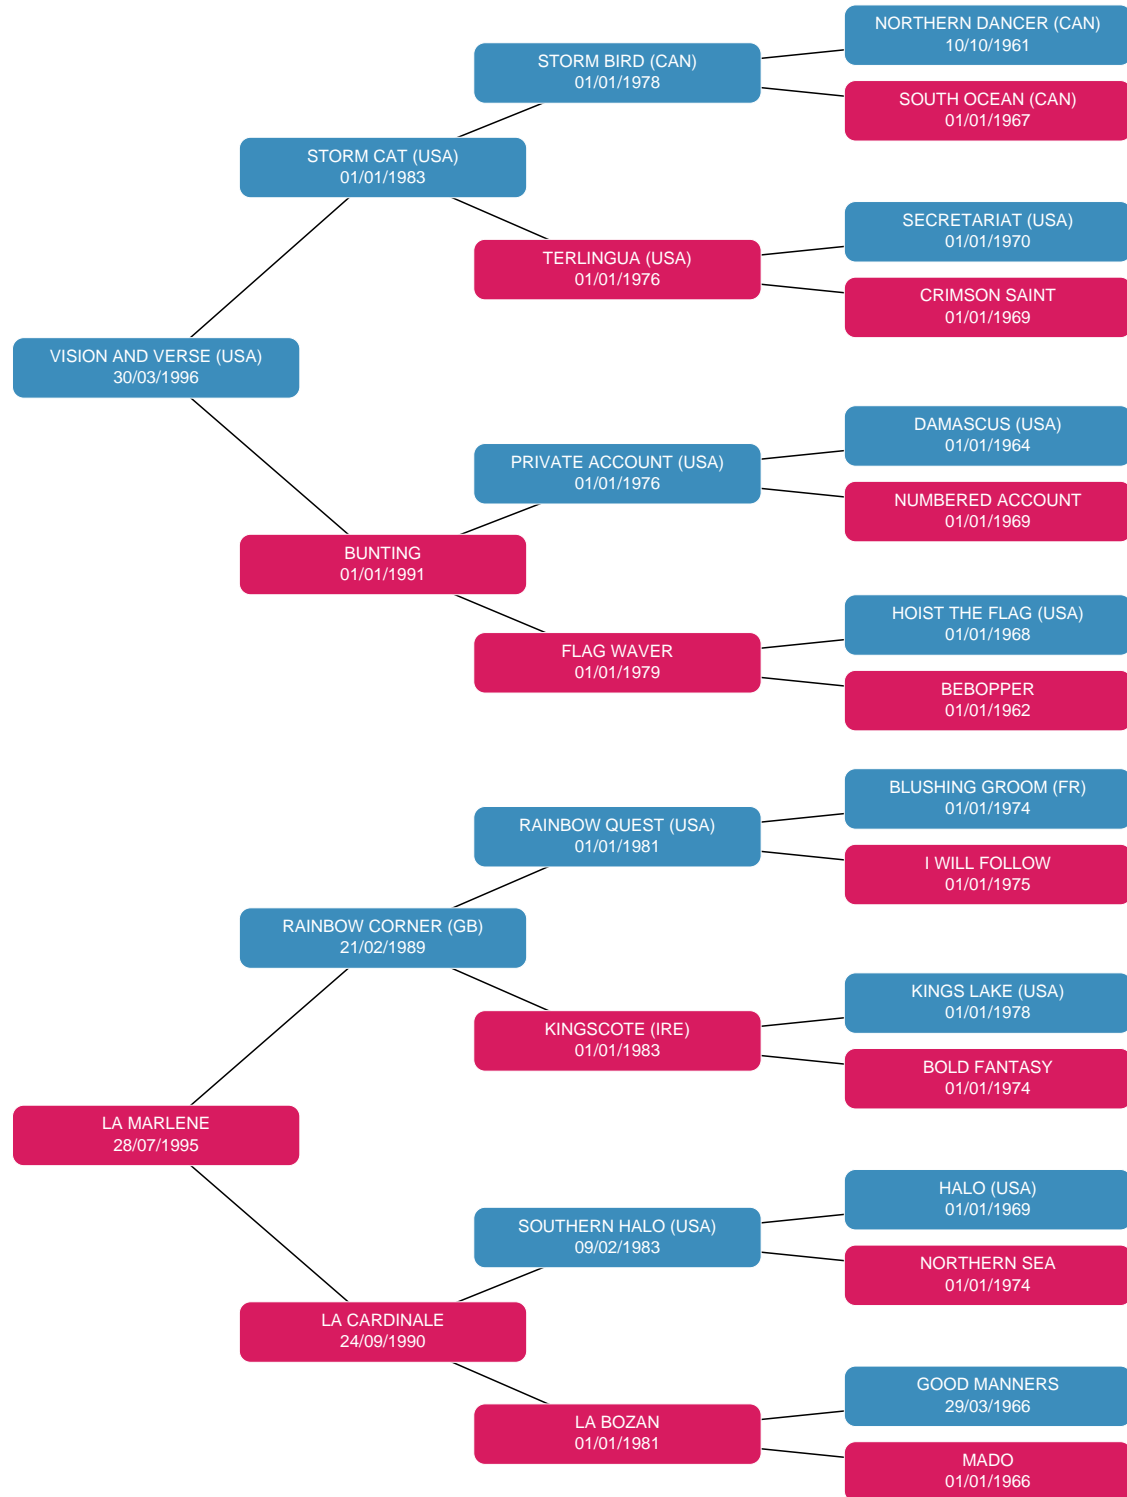 NORTHERN DANCER (CAN)
10/10/1961
STORM BIRD (CAN)
01/01/1978
SOUTH OCEAN (CAN)
01/01/1967
STORM CAT (USA)
01/01/1983
SECRETARIAT (USA)
01/01/1970
TERLINGUA (USA)
01/01/1976
CRIMSON SAINT
01/01/1969
VISION AND VERSE (USA)
30/03/1996
DAMASCUS (USA)
01/01/1964
PRIVATE ACCOUNT (USA)
01/01/1976
NUMBERED ACCOUNT
01/01/1969
BUNTING
01/01/1991
HOIST THE FLAG (USA)
01/01/1968
FLAG WAVER
01/01/1979
BEBOPPER
01/01/1962
BLUSHING GROOM (FR)
01/01/1974
RAINBOW QUEST (USA)
01/01/1981
I WILL FOLLOW
01/01/1975
RAINBOW CORNER (GB)
21/02/1989
KINGS LAKE (USA)
01/01/1978
KINGSCOTE (IRE)
01/01/1983
BOLD FANTASY
01/01/1974
LA MARLENE
28/07/1995
HALO (USA)
01/01/1969
SOUTHERN HALO (USA)
09/02/1983
NORTHERN SEA
01/01/1974
LA CARDINALE
24/09/1990
GOOD MANNERS
29/03/1966
LA BOZAN
01/01/1981
MADO
01/01/1966